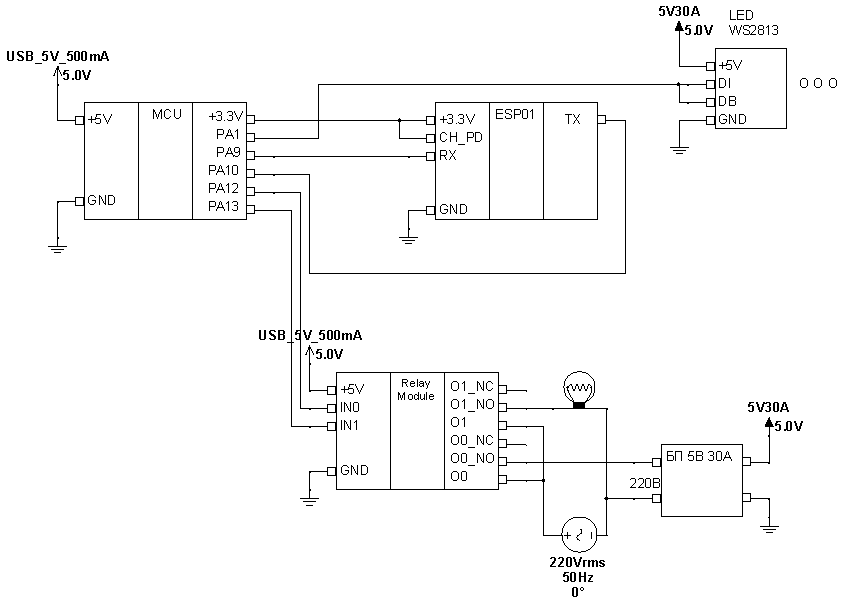 5V30A
5.0V
LED
WS2813
+5V
DI
DB
GND
O O O
USB_5V_500mA
5.0V
MCU
+5V
GND
+3.3V
PA1
PA9
PA10
PA12
PA13
ESP01
TX
+3.3V
CH_PD
RX
GND
USB_5V_500mA
5.0V
Relay
Module
+5V
IN0
IN1
GND
O1_NC
O1_NO
O1
O0_NC
O0_NO
O0
5V30A
5.0V
БП 5В 30А
220В
220Vrms
50Hz
0°